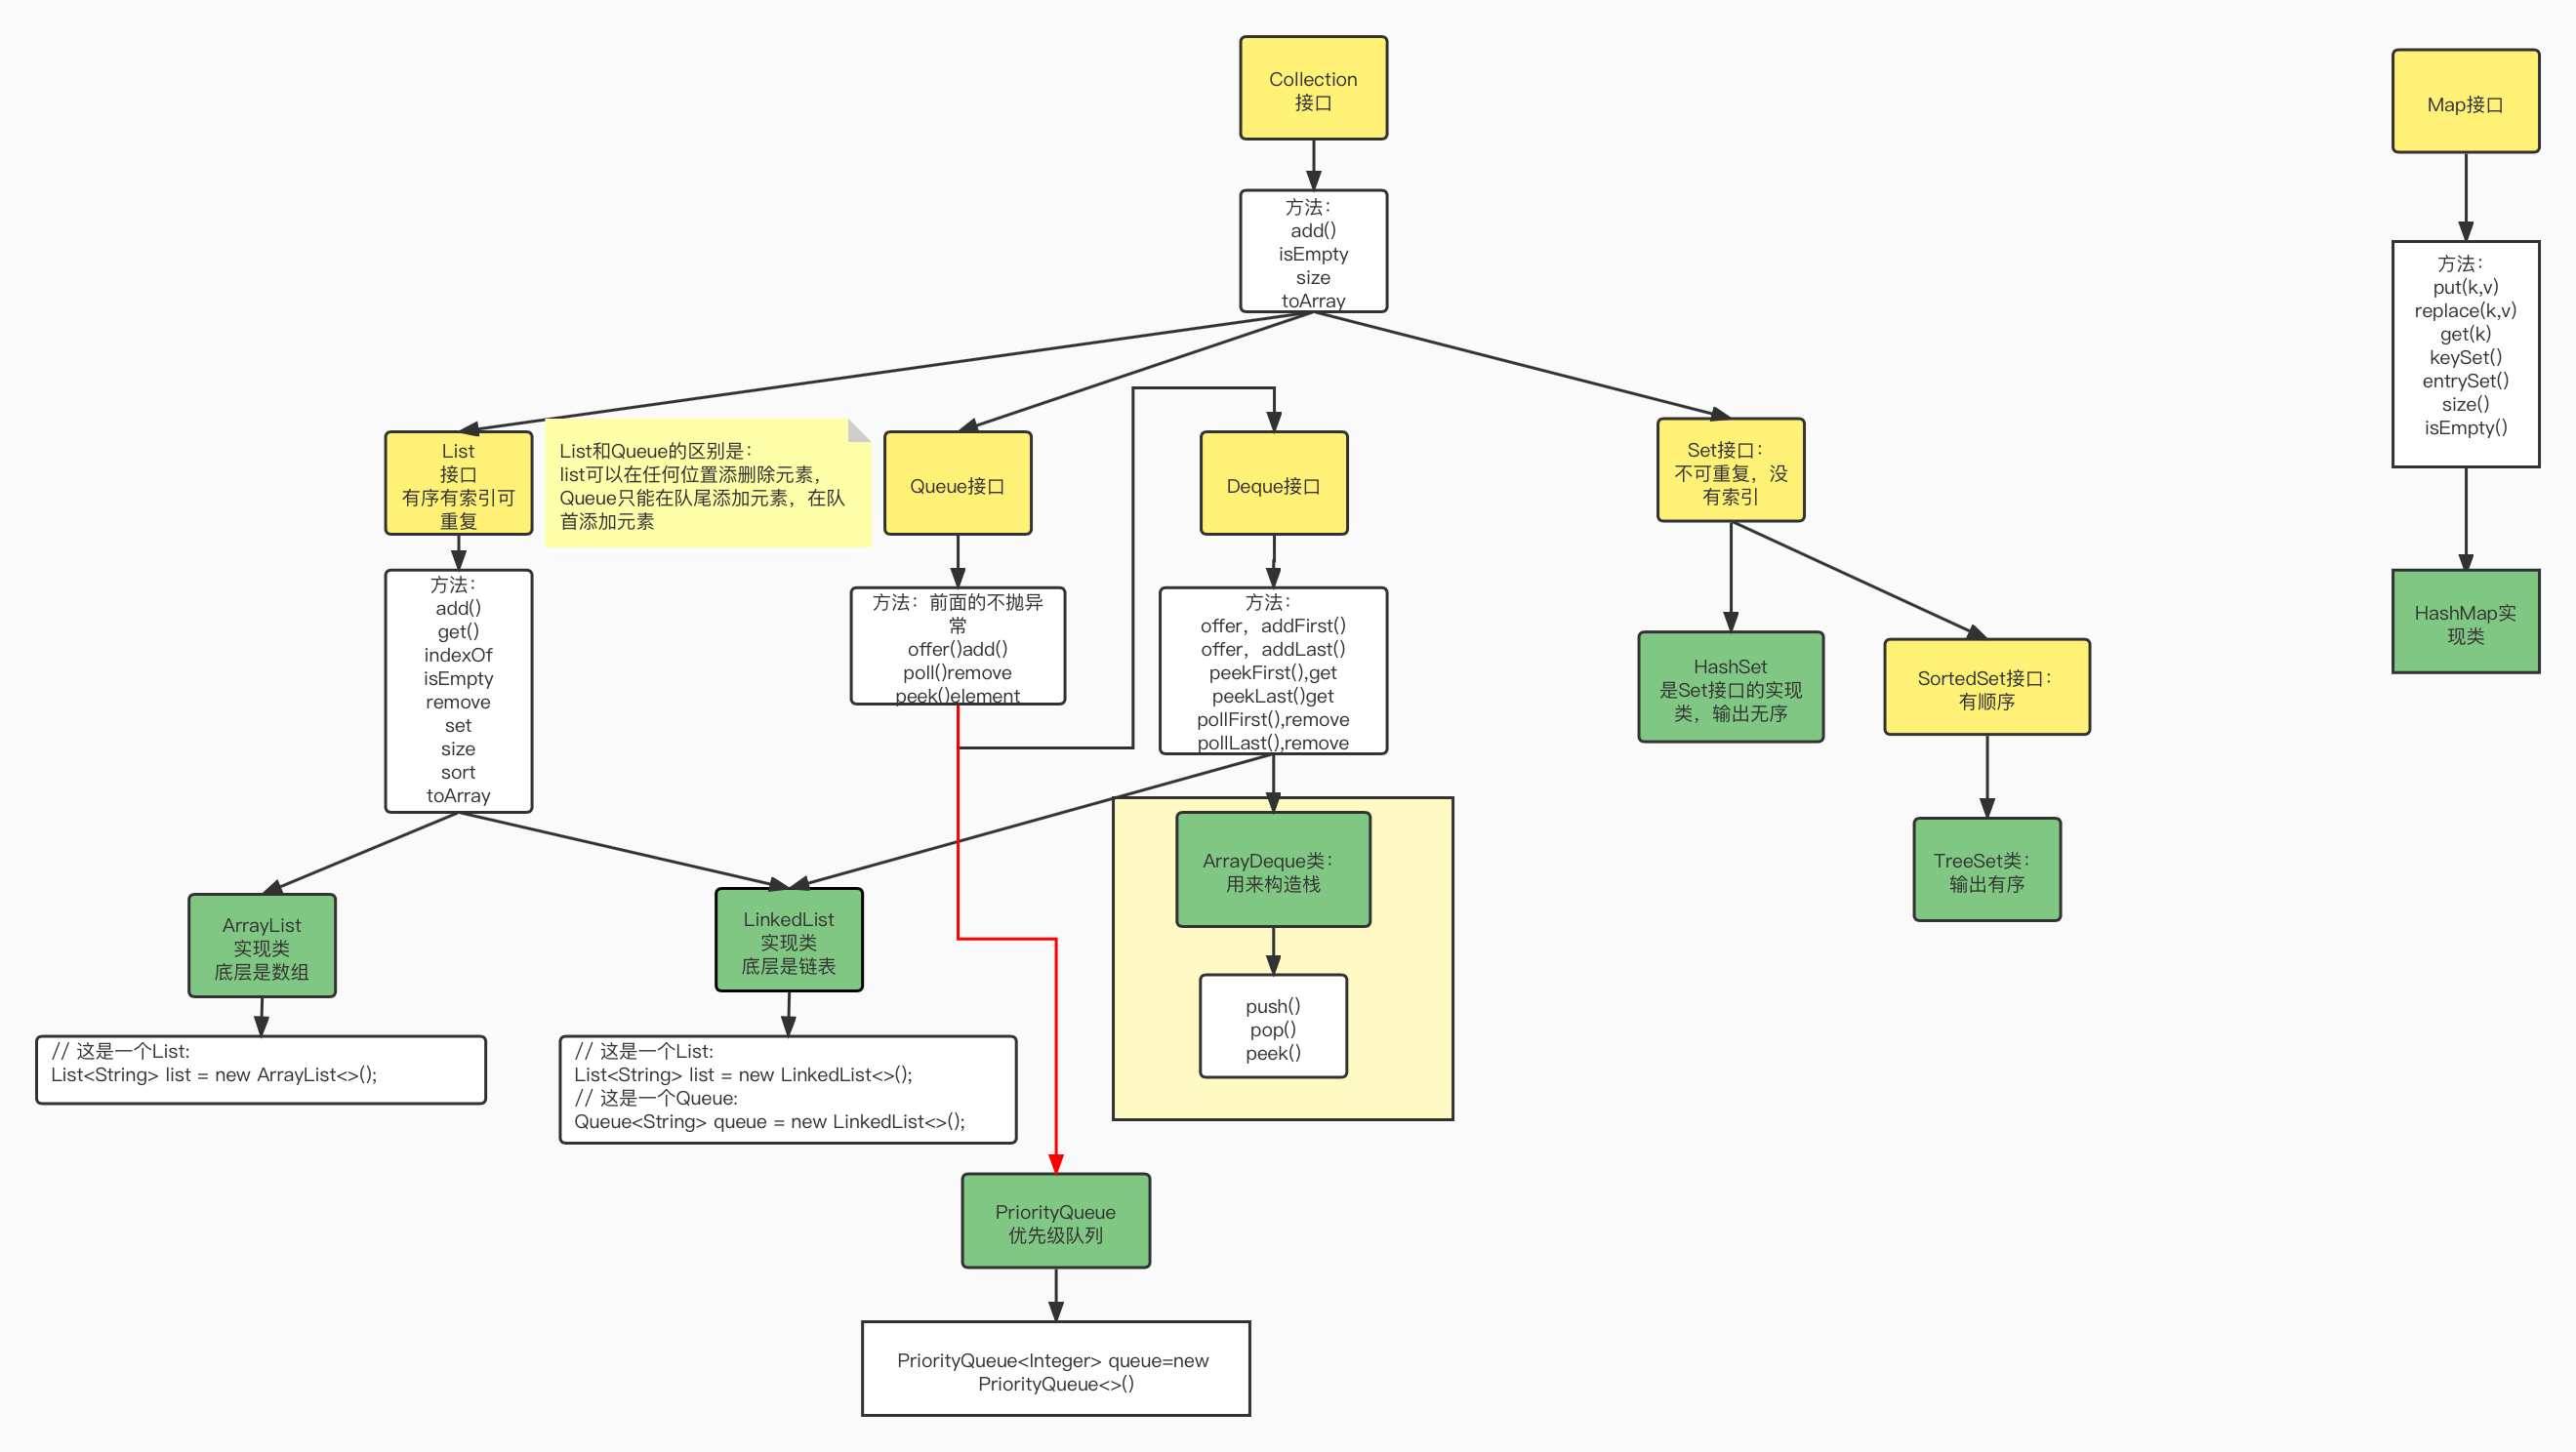 Collection
接口
Map接口
方法：
add()
isEmpty
size
toArray
方法：
put(k,v)
replace(k,v)
get(k)
keySet()
entrySet()
size()
isEmpty()
List
接口
有序有索引可
重复
List和Queue的区别是：
list可以在任何位置添删除元素，
Queue只能在队尾添加元素，在队
首添加元素
Queue接口
Deque接口
Set接口：
不可重复，没
有索引
方法：
add()
get()
indexOf
isEmpty
remove
set
size
sort
toArray
方法：前面的不抛异
常
offer()add()
poll()remove
peek()element
方法：
offer，addFirst()
offer，addLast()
peekFirst(),get
peekLast()get
pollFirst(),remove
pollLast(),remove
HashSet
是Set接口的实现
类，输出无序
SortedSet接口：
有顺序
HashMap实
现类
ArrayList
实现类
底层是数组
LinkedList
实现类
底层是链表
ArrayDeque类：
用来构造栈
TreeSet类：
输出有序
push()
pop()
peek()
// 这是一个List:
List<String> list = new ArrayList<>();
// 这是一个List:
List<String> list = new LinkedList<>();
// 这是一个Queue:
Queue<String> queue = new LinkedList<>();
PriorityQueue
优先级队列
PriorityQueue<Integer> queue=new
PriorityQueue<>()